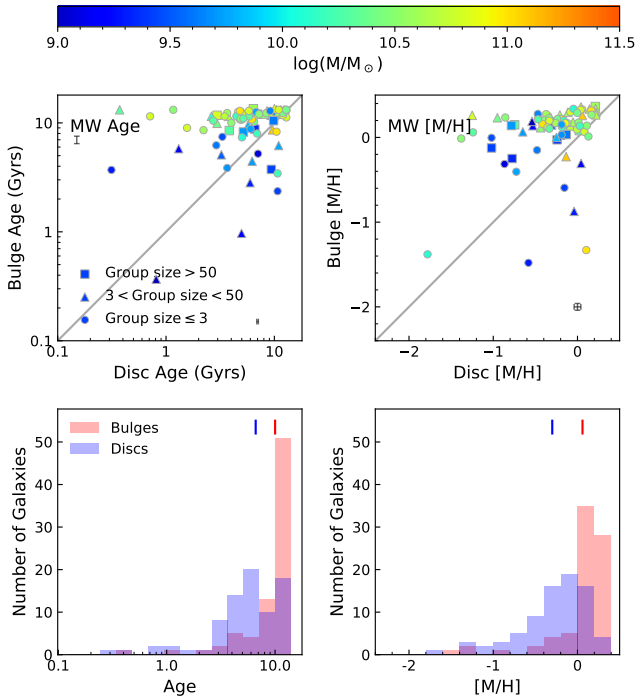 9.0 9.5 10.0 10.5 11.0 11.5
log(M/M⊙)
MW Age
Group size > 50
3 < Group size < 50
Group size ≤ 3
10.0
1.0
0.1
Bulge Age (Gyrs)
0.1 1.0 10.0
Disc Age (Gyrs)
MW [M/H]
0
−1
−2
Bulge [M/H]
−2 −1 0
Disc [M/H]
Bulges
Discs
50
40
30
20
10
0
Number of Galaxies
0.1 1.0 10.0
Age
50
40
30
20
10
0
Number of Galaxies
−2 −1 0
[M/H]